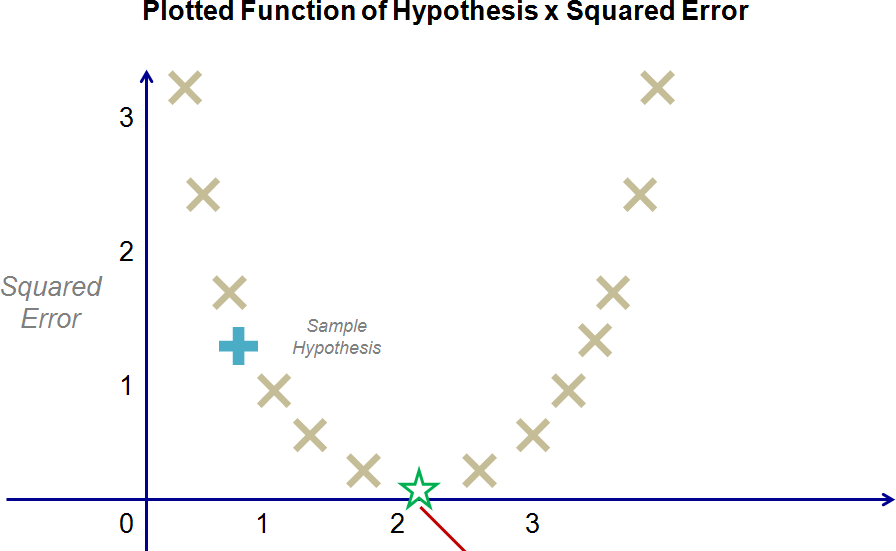 Plotted Function of Hypothesis x Squared Error
3
2
Squared
Error
Sample
Hypothesis
1
0
1
2
3